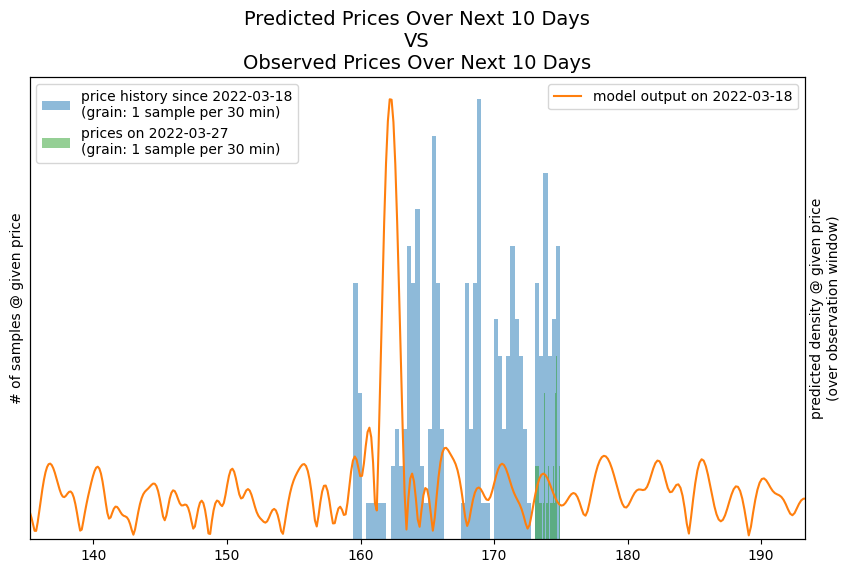 Predicted Prices Over Next 10 Days
VS
Observed Prices Over Next 10 Days
price history since 2022-03-18
(grain: 1 sample per 30 min)
prices on 2022-03-27
(grain: 1 sample per 30 min)
model output on 2022-03-18
# of samples @ given price
predicted density @ given price
(over observation window)
140
150
160
170
180
190